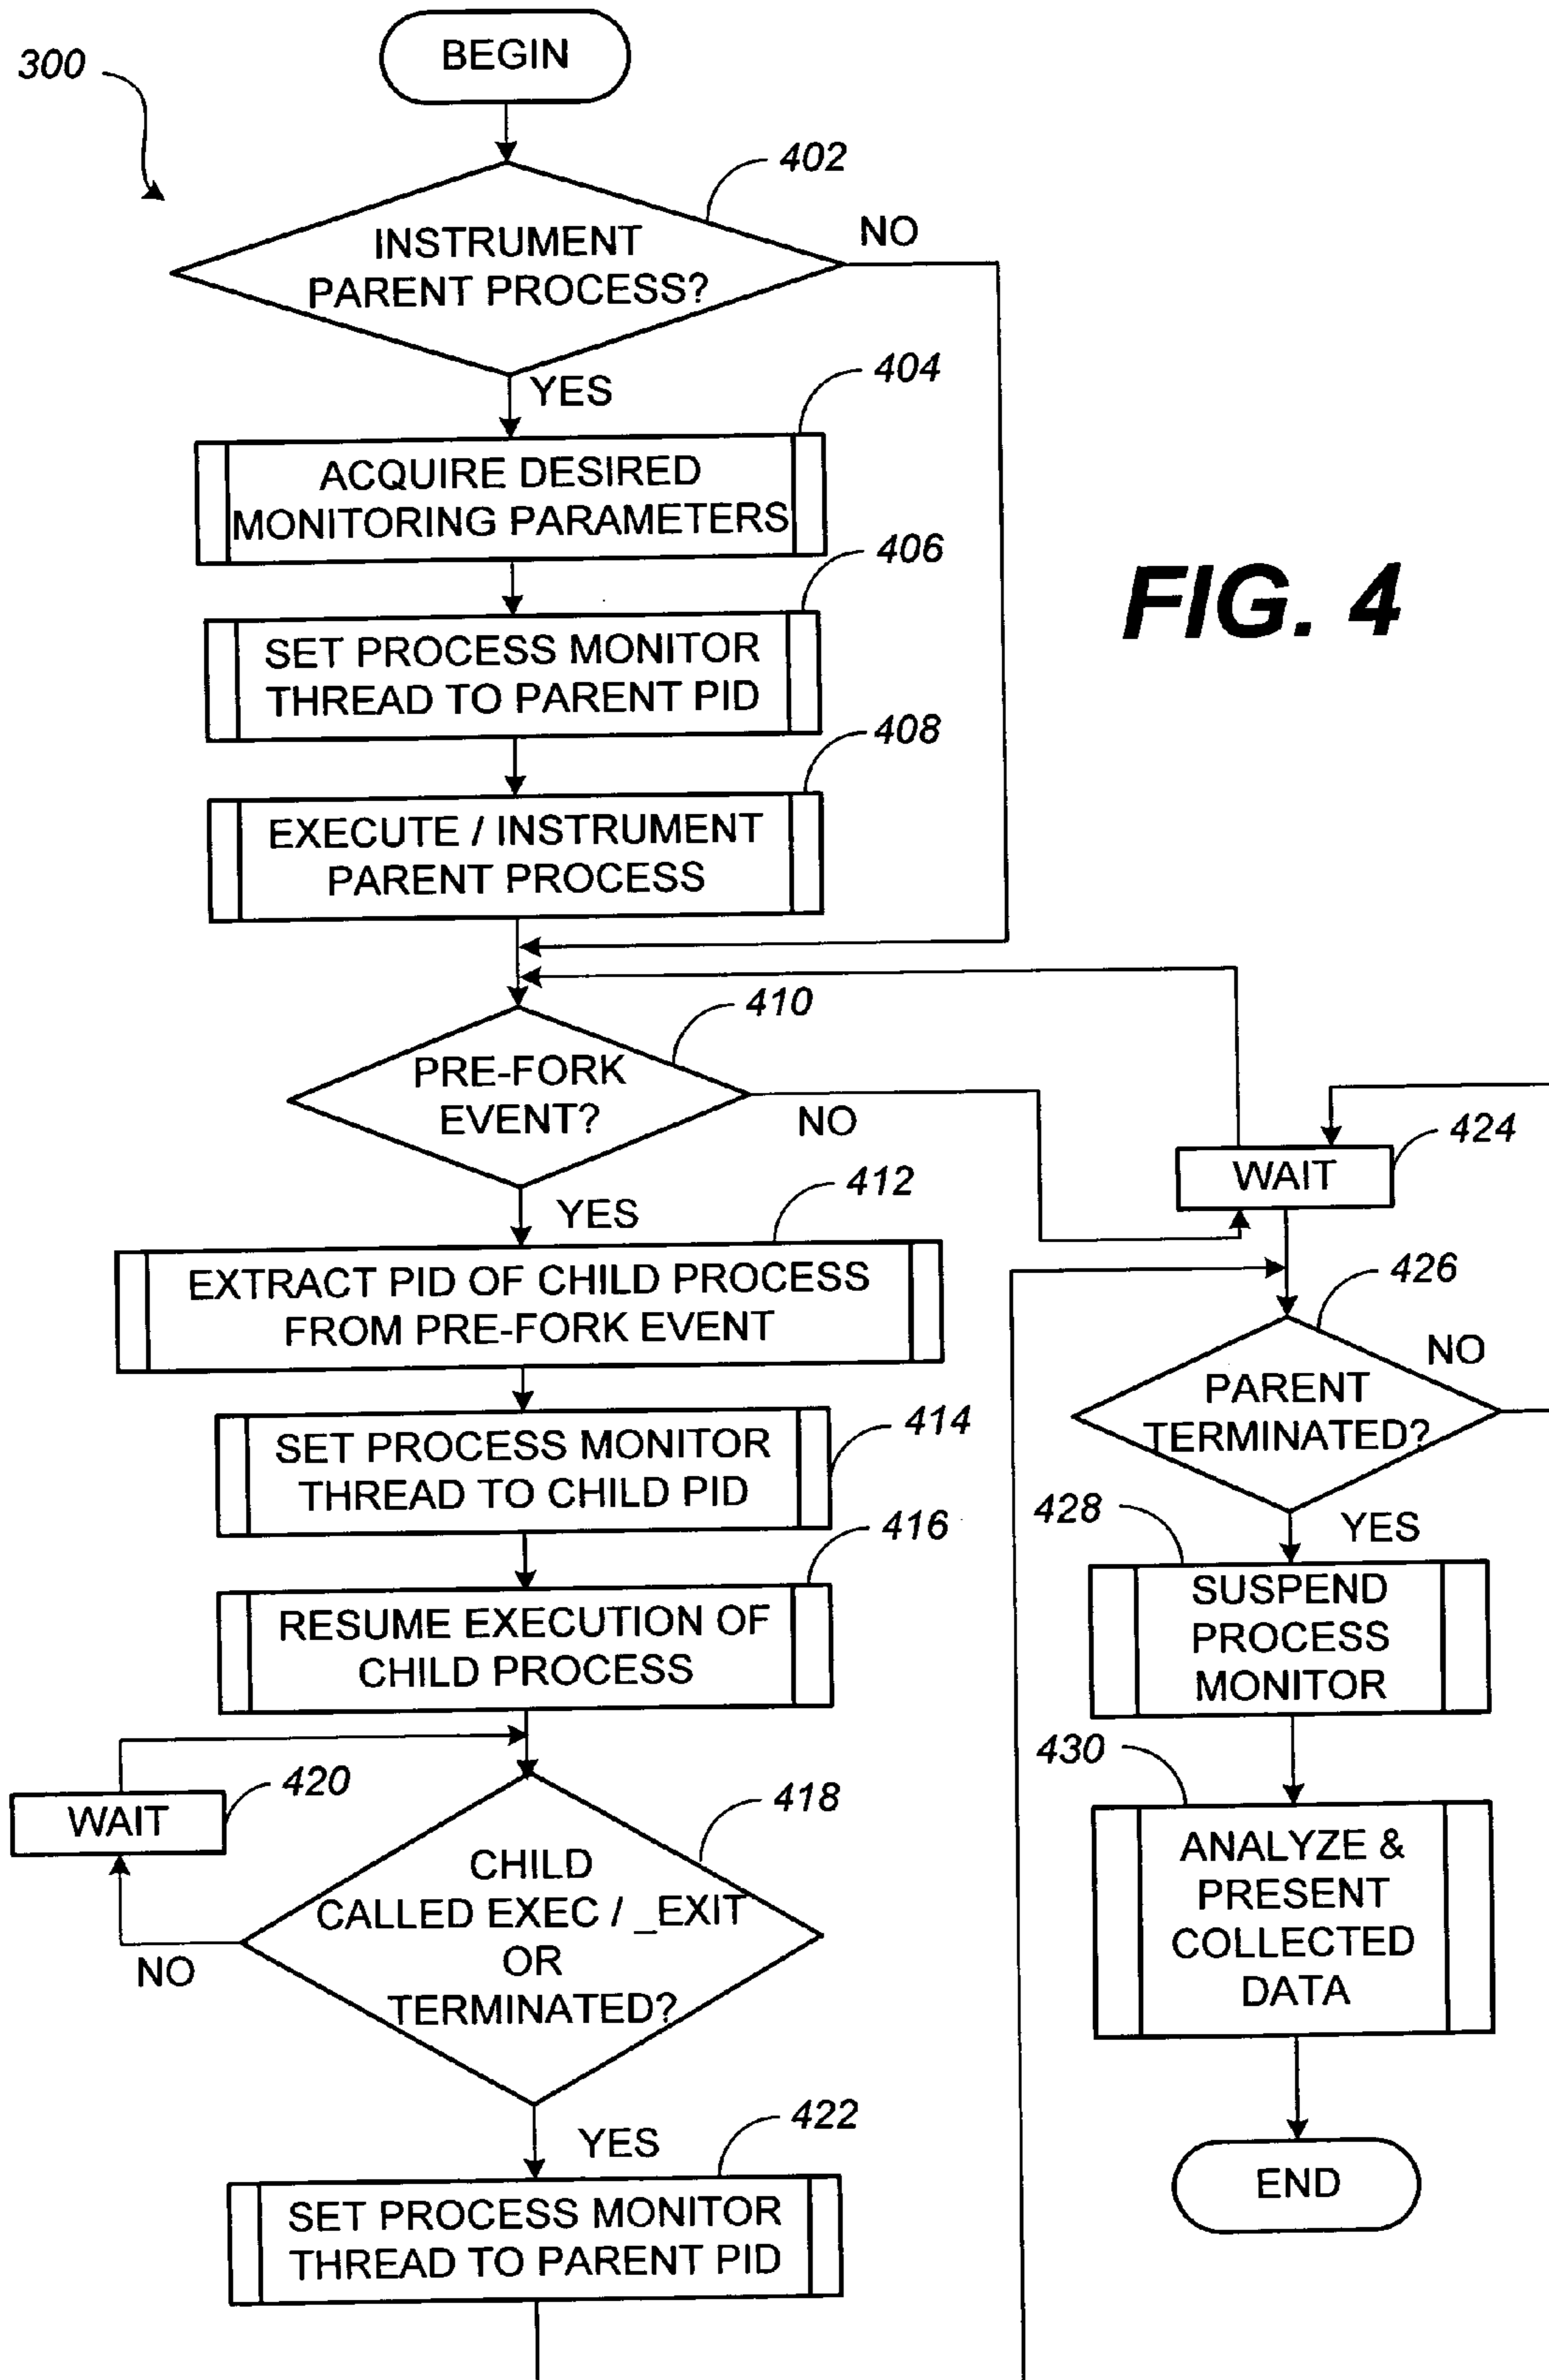 300
BEGIN
402
INSTRUMENT
PARENT PROCESS?
NO
YES
404
ACQUIRE DESIRED
MONITORING PARAMETERS
406
SET PROCESS MONITOR
THREAD TO PARENT PID
408
EXECUTE / INSTRUMENT
PARENT PROCESS
FIG. 4
410
PRE-FORK
EVENT?
NO
YES
412
EXTRACT PID OF CHILD PROCESS
FROM PRE-FORK EVENT
414
SET PROCESS MONITOR
THREAD TO CHILD PID
416
RESUME EXECUTION OF
CHILD PROCESS
420
WAIT
418
CHILD
CALLED EXEC / _EXIT
OR
TERMINATED?
NO
YES
422
SET PROCESS MONITOR
THREAD TO PARENT PID
424
WAIT
426
PARENT
TERMINATED?
NO
YES
428
SUSPEND
PROCESS
MONITOR
430
ANALYZE &
PRESENT
COLLECTED
DATA
END